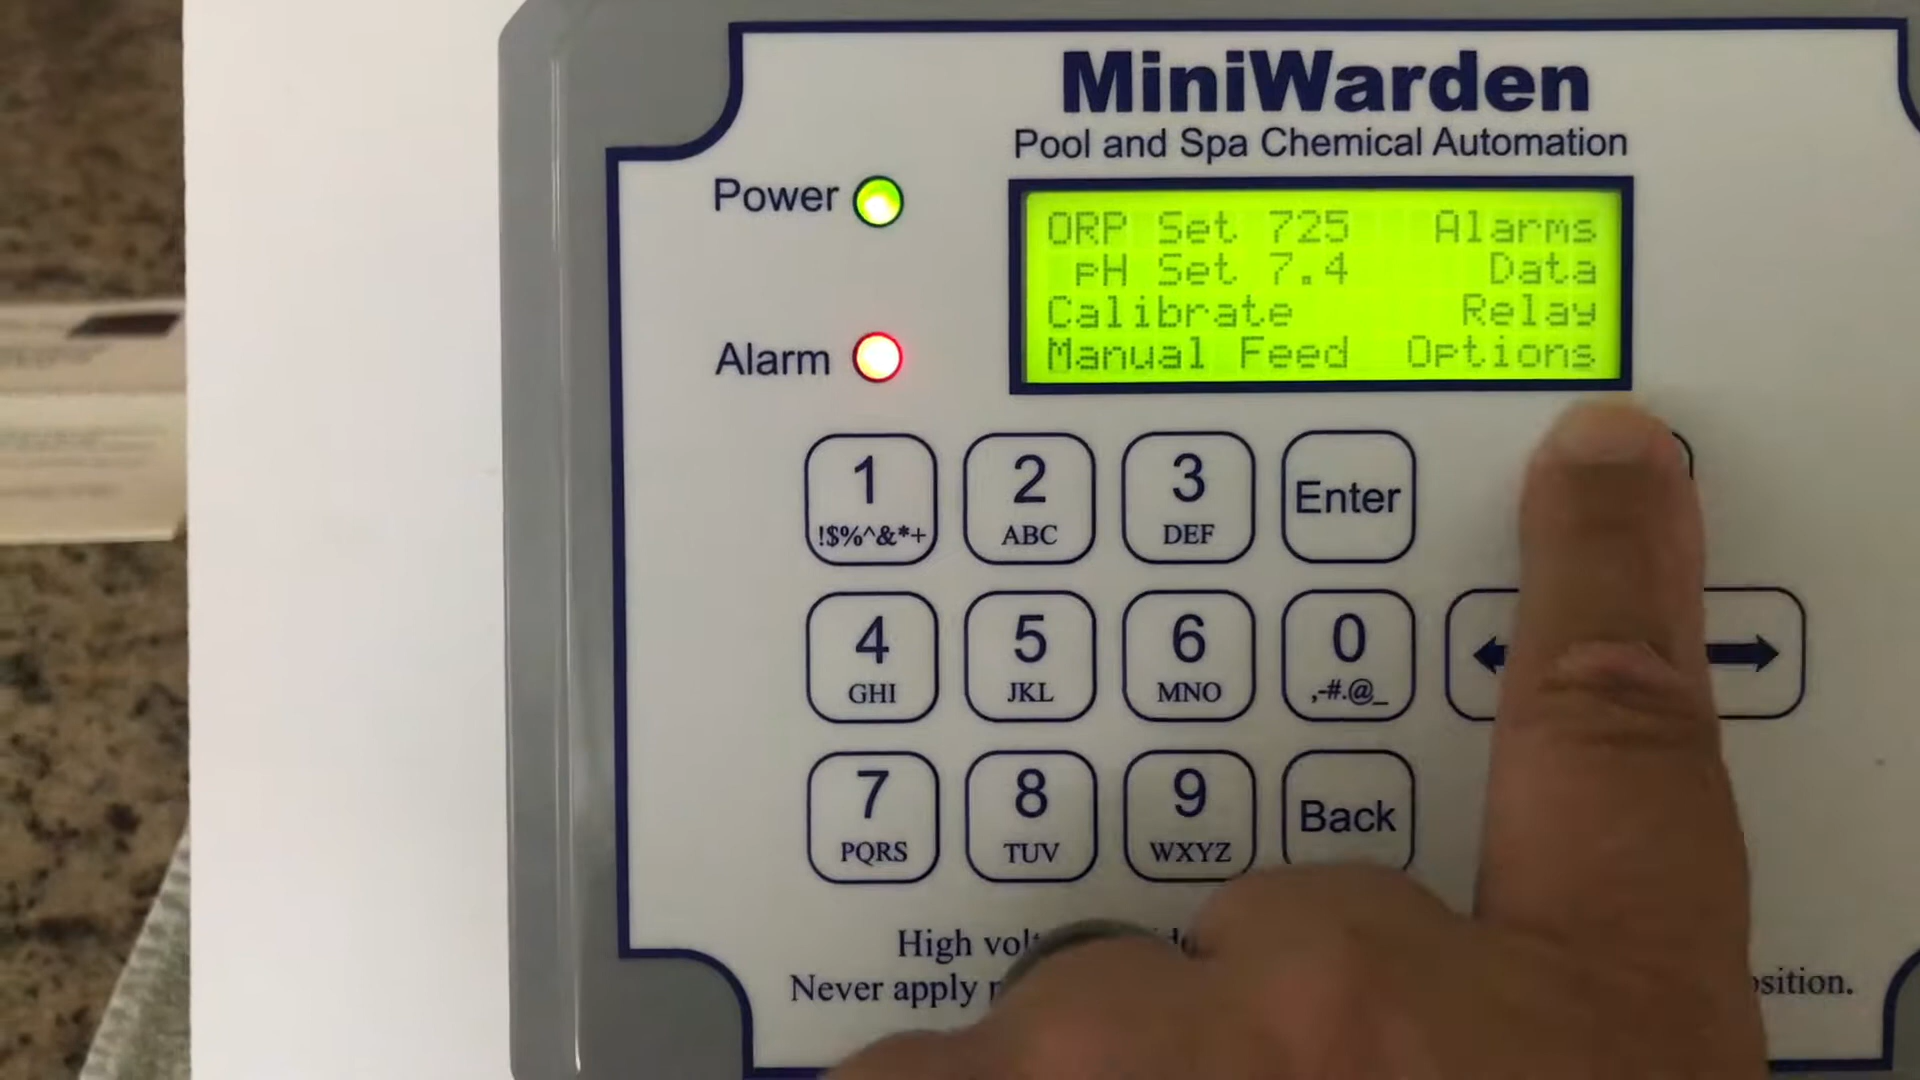 MiniWarden
Pool and Spa Chemical Automation
Power
ORP Set 725 Alarms
pH Set 7.4 Data
Calibrate Relay
Manual Feed Options
Alarm
1 2 3 Enter
!$%^&*+ ABC DEF
4 5 6 0
GHI JKL MNO ,-#.@_
7 8 9 Back
PQRS TUV WXYZ
High
Never apply